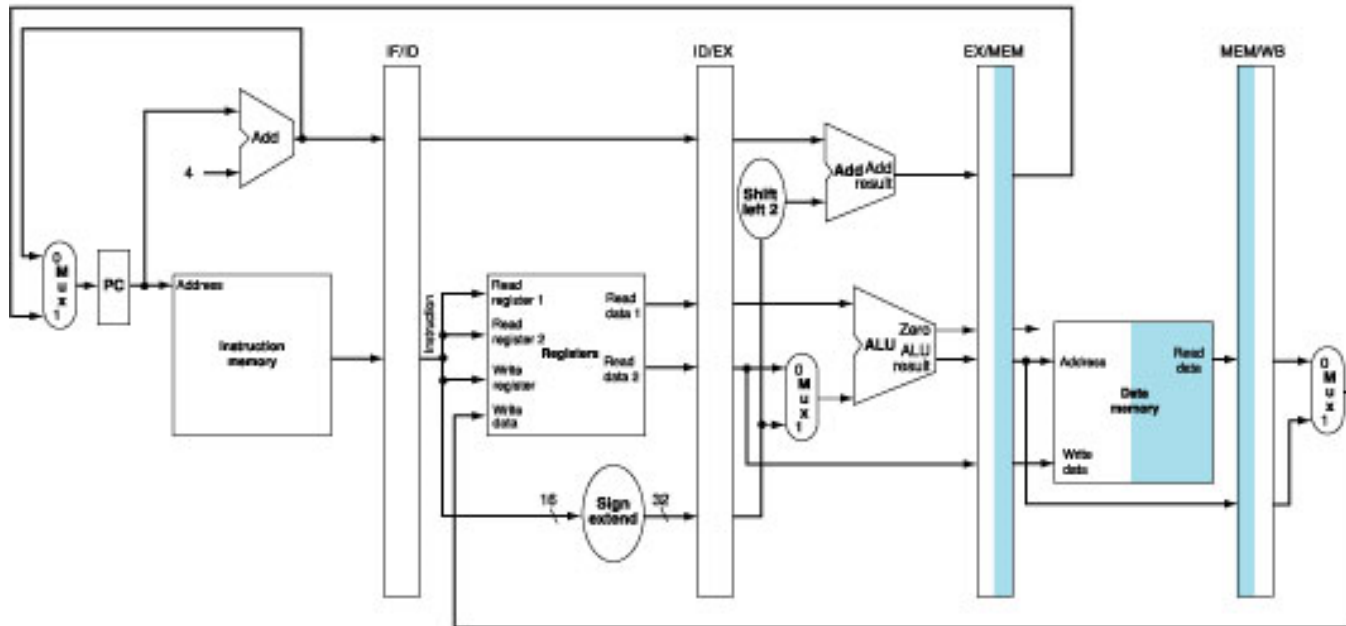 IF/ID
ID/EX
EX/MEM
MEM/WB
Add
4
Shift
left 2
Add Add
result
0
M
u
x
1
PC
Address
Instruction
memory
Instruction
Read
register 1
Read
register 2
Write
register
Write
data
Registers
Read
data 1
Read
data 2
16
Sign
extend
32
0
M
u
x
1
Zero
ALU ALU
result
Address
Read
data
Data
memory
Write
data
0
M
u
x
1